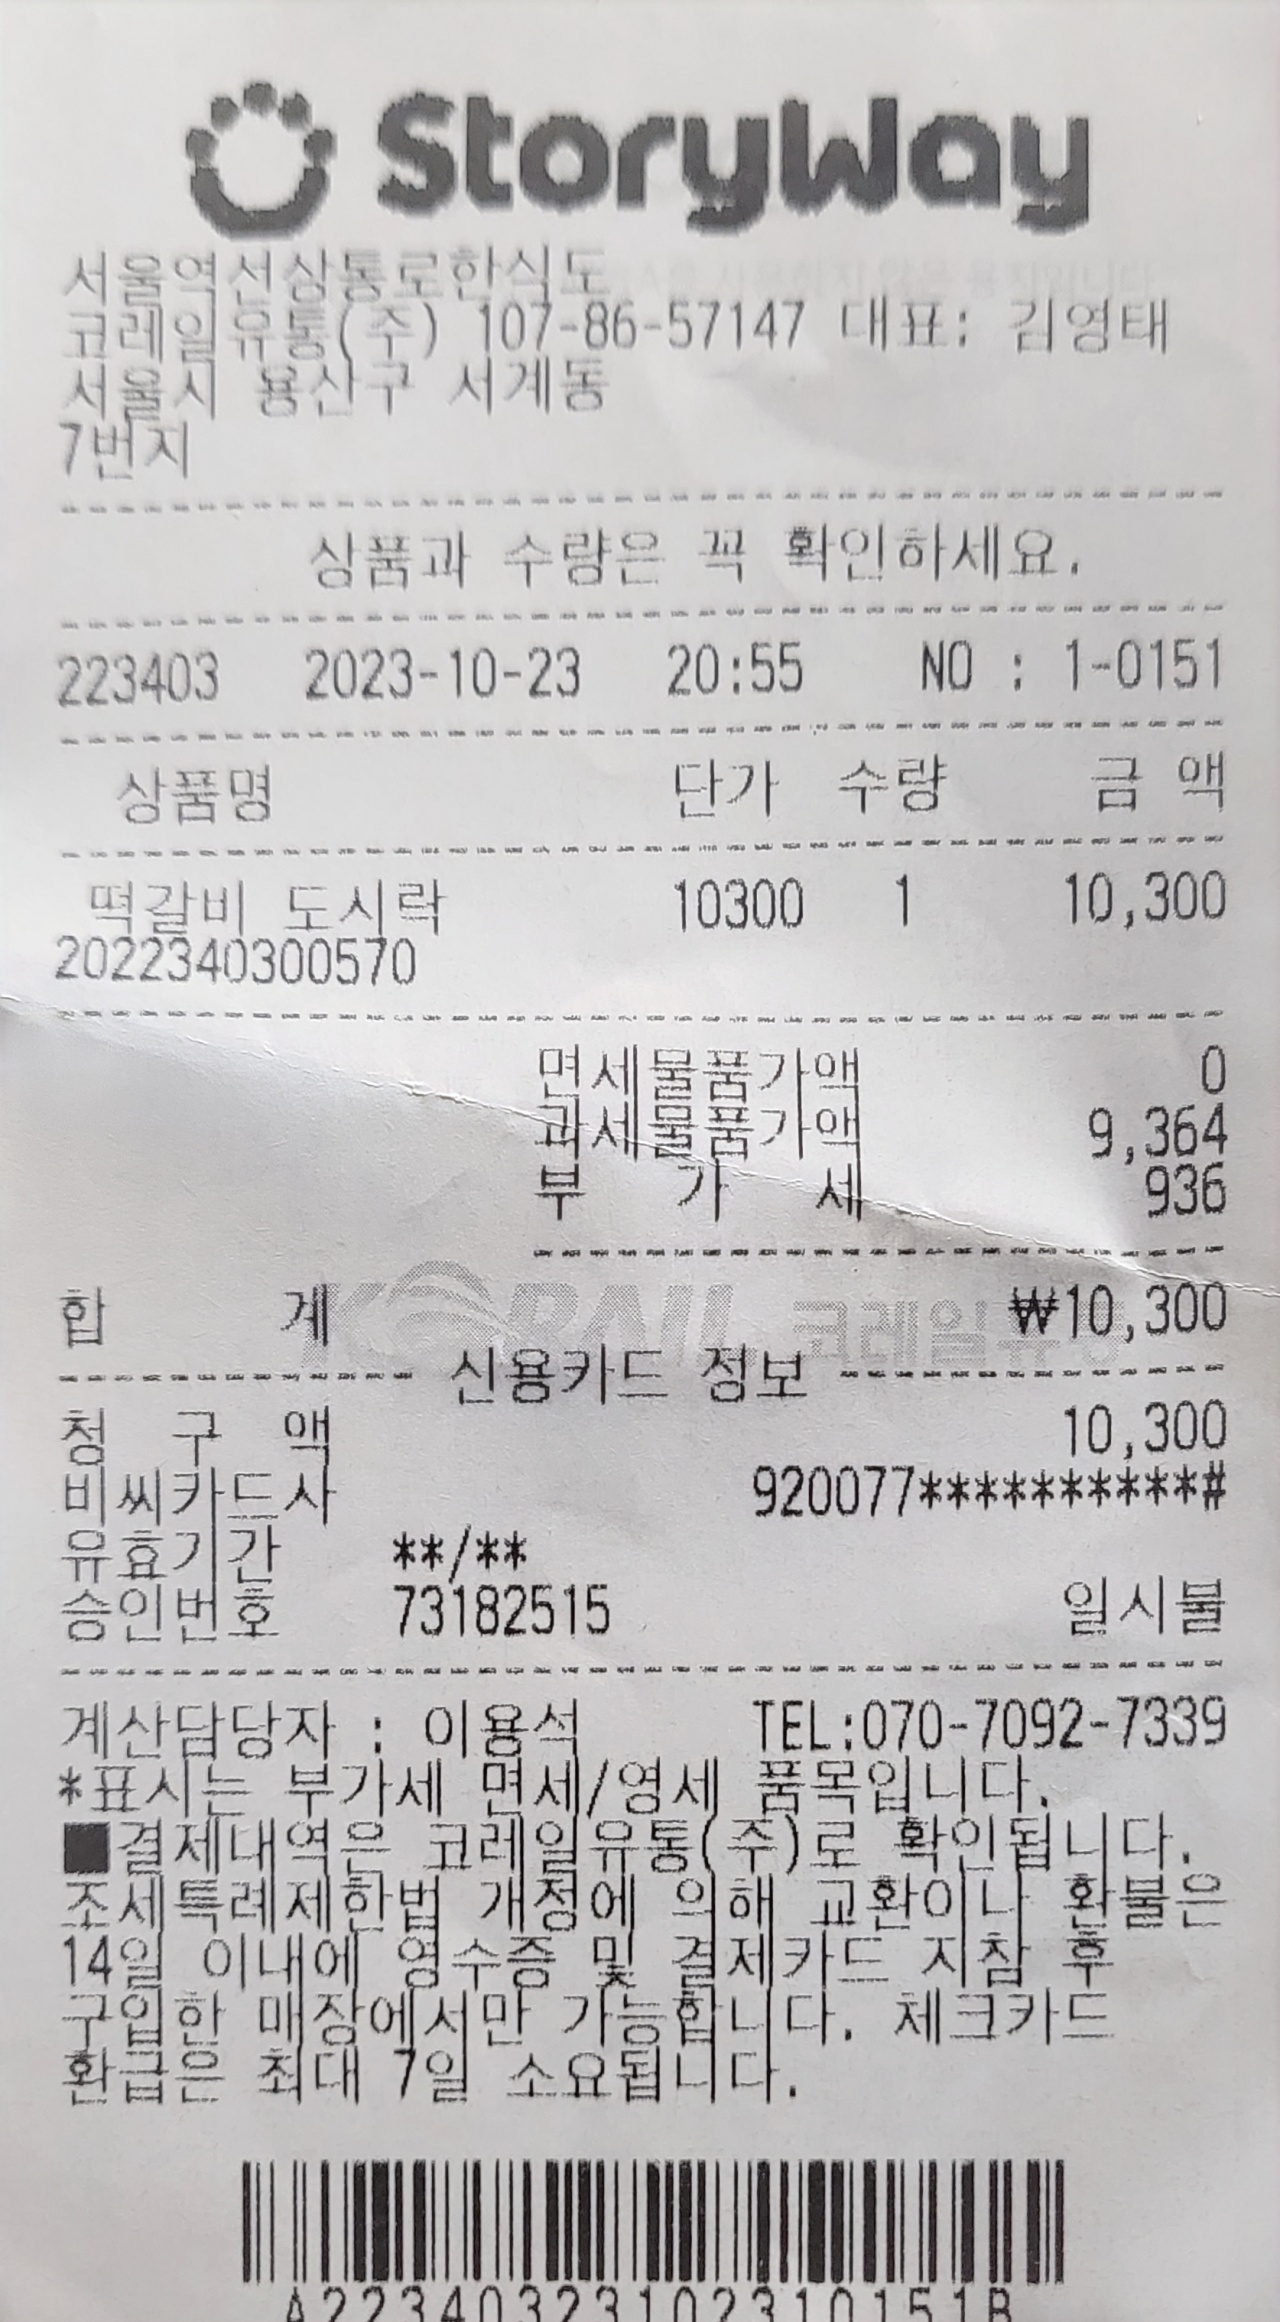 StoryWay
서울역선상통로한식도
코레일유통(주) 107-86-57147 대표: 김영태
서울시 용산구 서계동
7번지
상품과 수량은 꼭 확인하세요.
223403 2023-10-23 20:55 NO : 1-0151
상품명 단가 수량 금 액
떡갈비 도시락 10300 1 10,300
2022340300570
면세물품가액 0
과세물품가액 9,364
부 가 세 936
KORAIL 코레일유통
합 계 ₩10,300
신용카드 정보
청 구 액 10,300
비씨카드사 920077**********#
유효기간 **/**
승인번호 73182515 일시불
계산담당자 : 이용석 TEL:070-7092-7339
*표시는 부가세 면세/영세 품목입니다.
■결제내역은 코레일유통(주)로 확인됩니다.
조세특례제한법 개정에 의해 교환이나 환불은
14일 이내에 영수증 및 결제카드 지참 후
구입한 매장에서만 가능합니다. 체크카드
환급은 최대 7일 소요됩니다.
A22340323102310151B